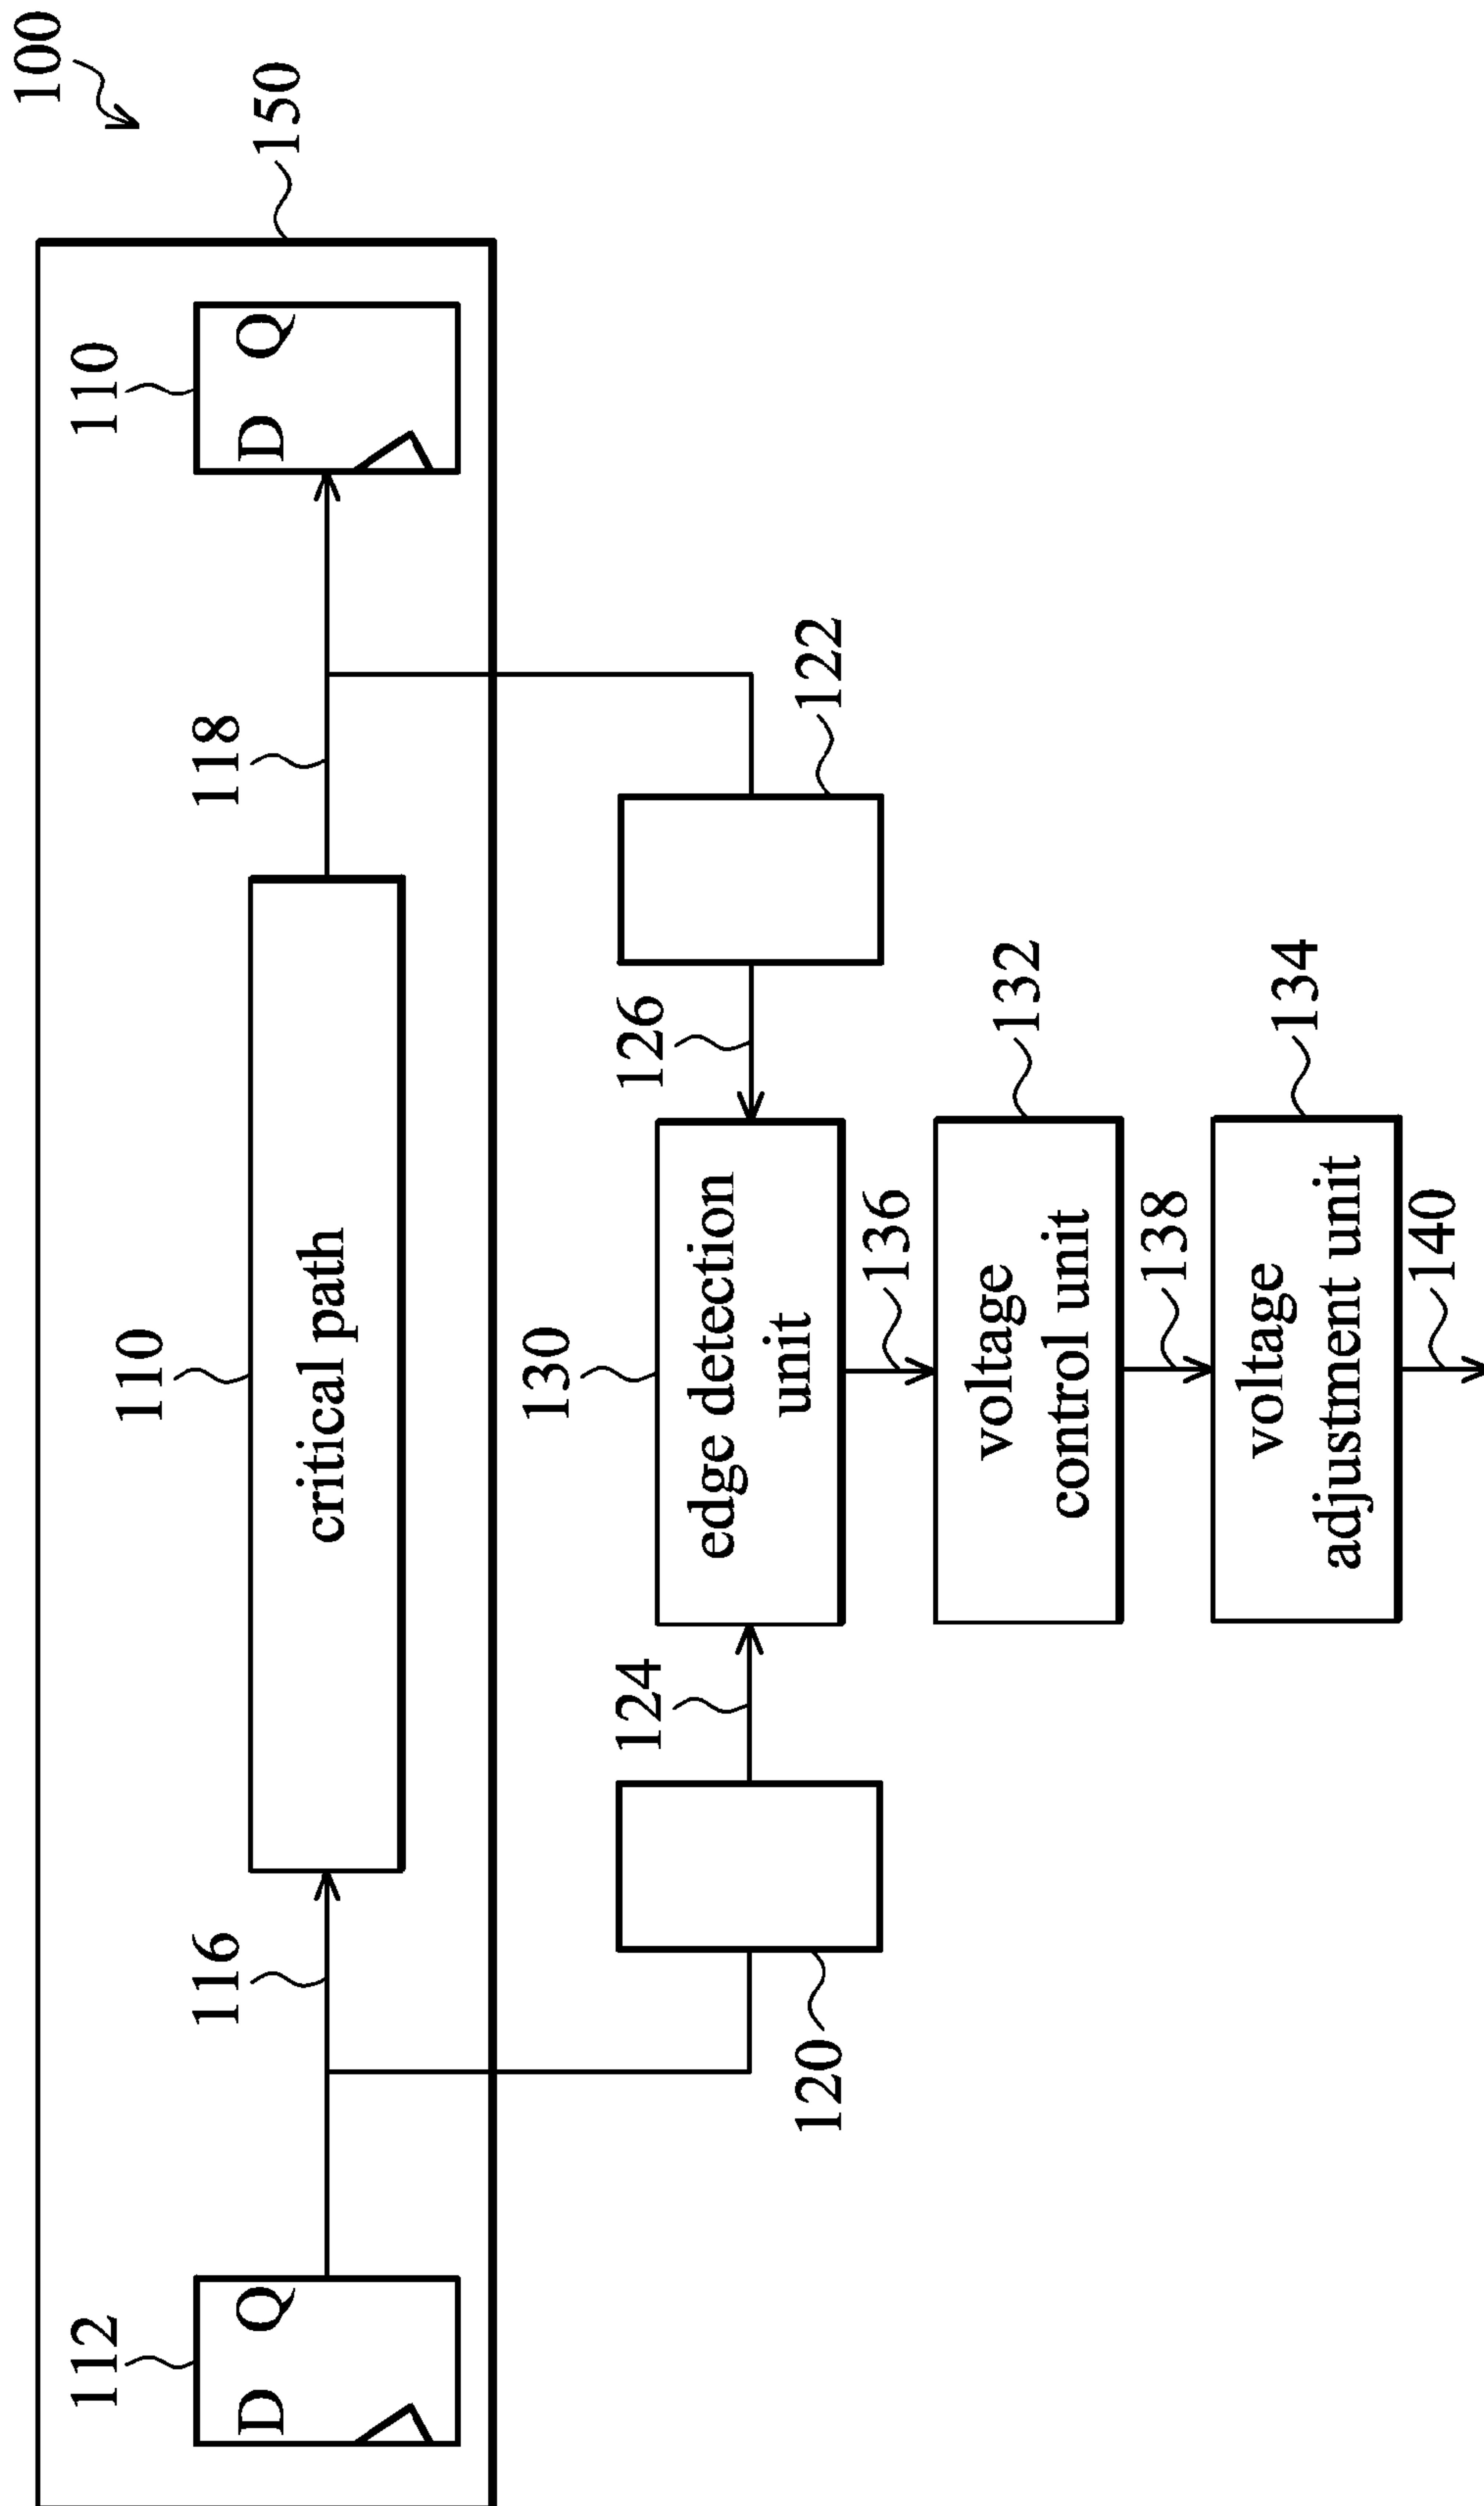 100
150
112
116
110
118
110
D Q
critical path
D Q
120
124
130
126
122
edge detection
unit
136
132
voltage
control unit
138
134
voltage
adjustment unit
140